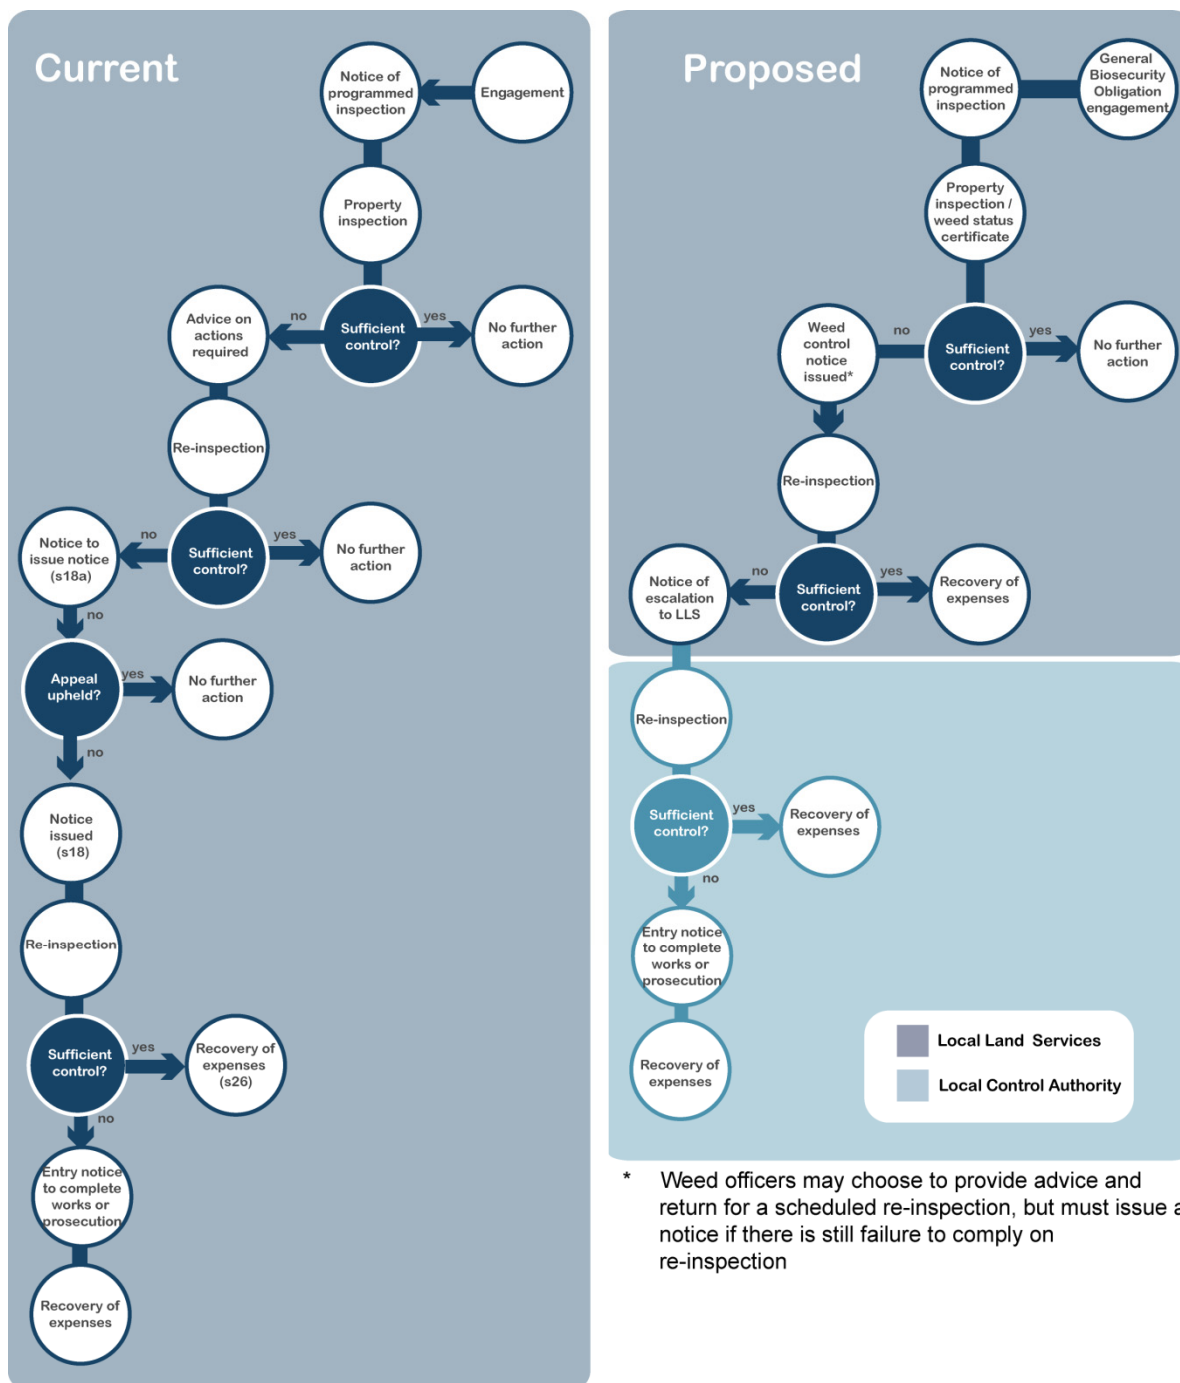 Current
Notice of
programmed
inspection
Engagement
Property
inspection
Advice on
actions
required
no
Sufficient
control?
yes
No further
action
Re-inspection
Notice to
issue notice
(s18a)
no
Sufficient
control?
yes
No further
action
no
Appeal
upheld?
yes
No further
action
no
Notice
issued
(s18)
Re-inspection
Sufficient
control?
yes
Recovery of
expenses
(s26)
no
Entry notice
to complete
works or
prosecution
Recovery of
expenses
Proposed
Notice of
programmed
inspection
General
Biosecurity
Obligation
engagement
Property
inspection /
weed status
certificate
Weed
control
notice
issued*
no
Sufficient
control?
yes
No further
action
Re-inspection
Notice of
escalation
to LLS
no
Sufficient
control?
yes
Recovery of
expenses
Re-inspection
Sufficient
control?
yes
Recovery of
expenses
no
Entry notice
to complete
works or
prosecution
Recovery of
expenses
Local Land Services
Local Control Authority
* Weed officers may choose to provide advice and
return for a scheduled re-inspection, but must issue a
notice if there is still failure to comply on
re-inspection